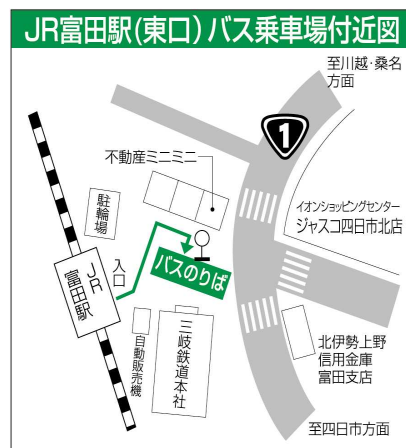 JR富田駅(東口)バス乗車場付近図
至川越・桑名
方面
1
不動産ミニミニ
駐輪場
イオンショッピングセンター
ジャスコ四日市北店
入口
バスのりば
JR
富田駅
自動販売機
三岐鉄道本社
北伊勢上野
信用金庫
富田支店
至四日市方面